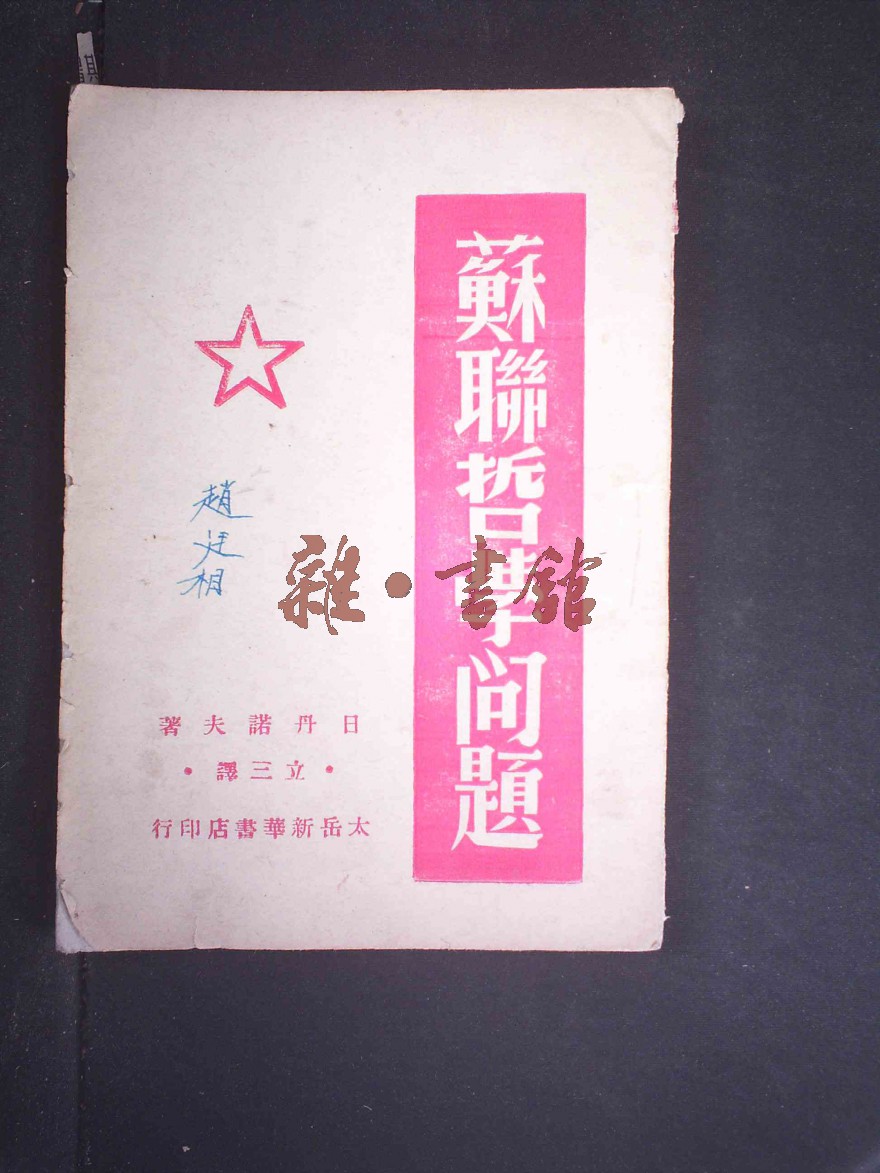 蘇聯哲學问題
日丹諾夫著
·立三譯·
太岳新華書店印行
趙廷相
雜·書館